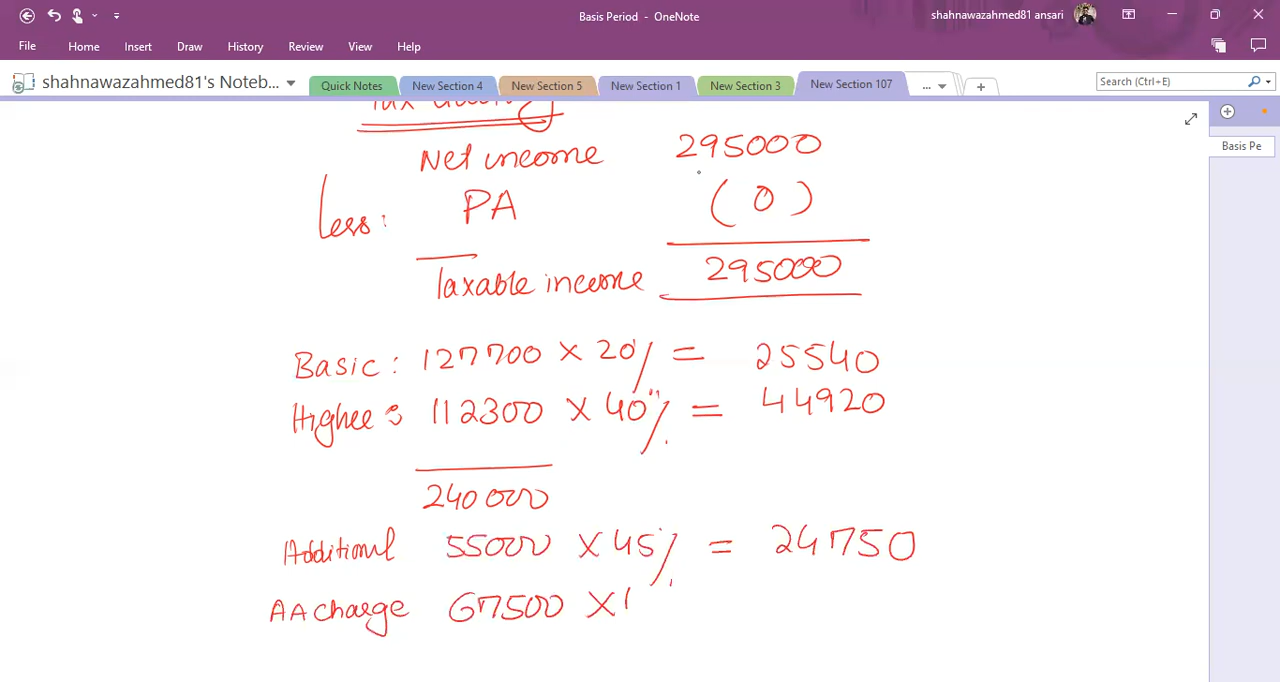 Basis Period - OneNote
shahnawazahmed81 ansari
File Home Insert Draw History Review View Help
shahnawazahmed81's Noteb...
Quick Notes New Section 4 New Section 5 New Section 1 New Section 3 New Section 107 ...
Search (Ctrl+E)
Basis Pe
Net income 295000
Less: PA (0)
Taxable income 295000
Basic: 127700 X 20% = 25540
Higher: 112300 X 40% = 44920
240000
Additional 55000 X 45% = 24750
AA charge 67500 X 1